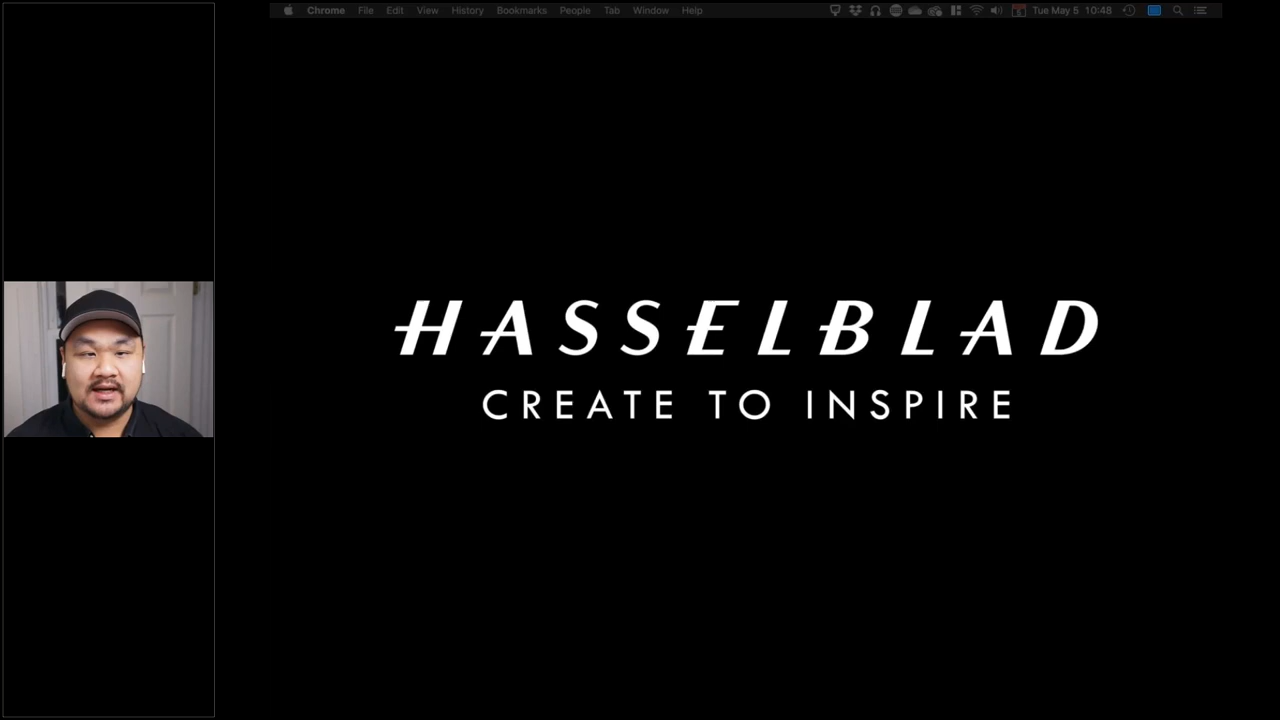 Chrome File Edit View History Bookmarks People Tab Window Help Tue May 5 10:48
HASSELBLAD
CREATE TO INSPIRE